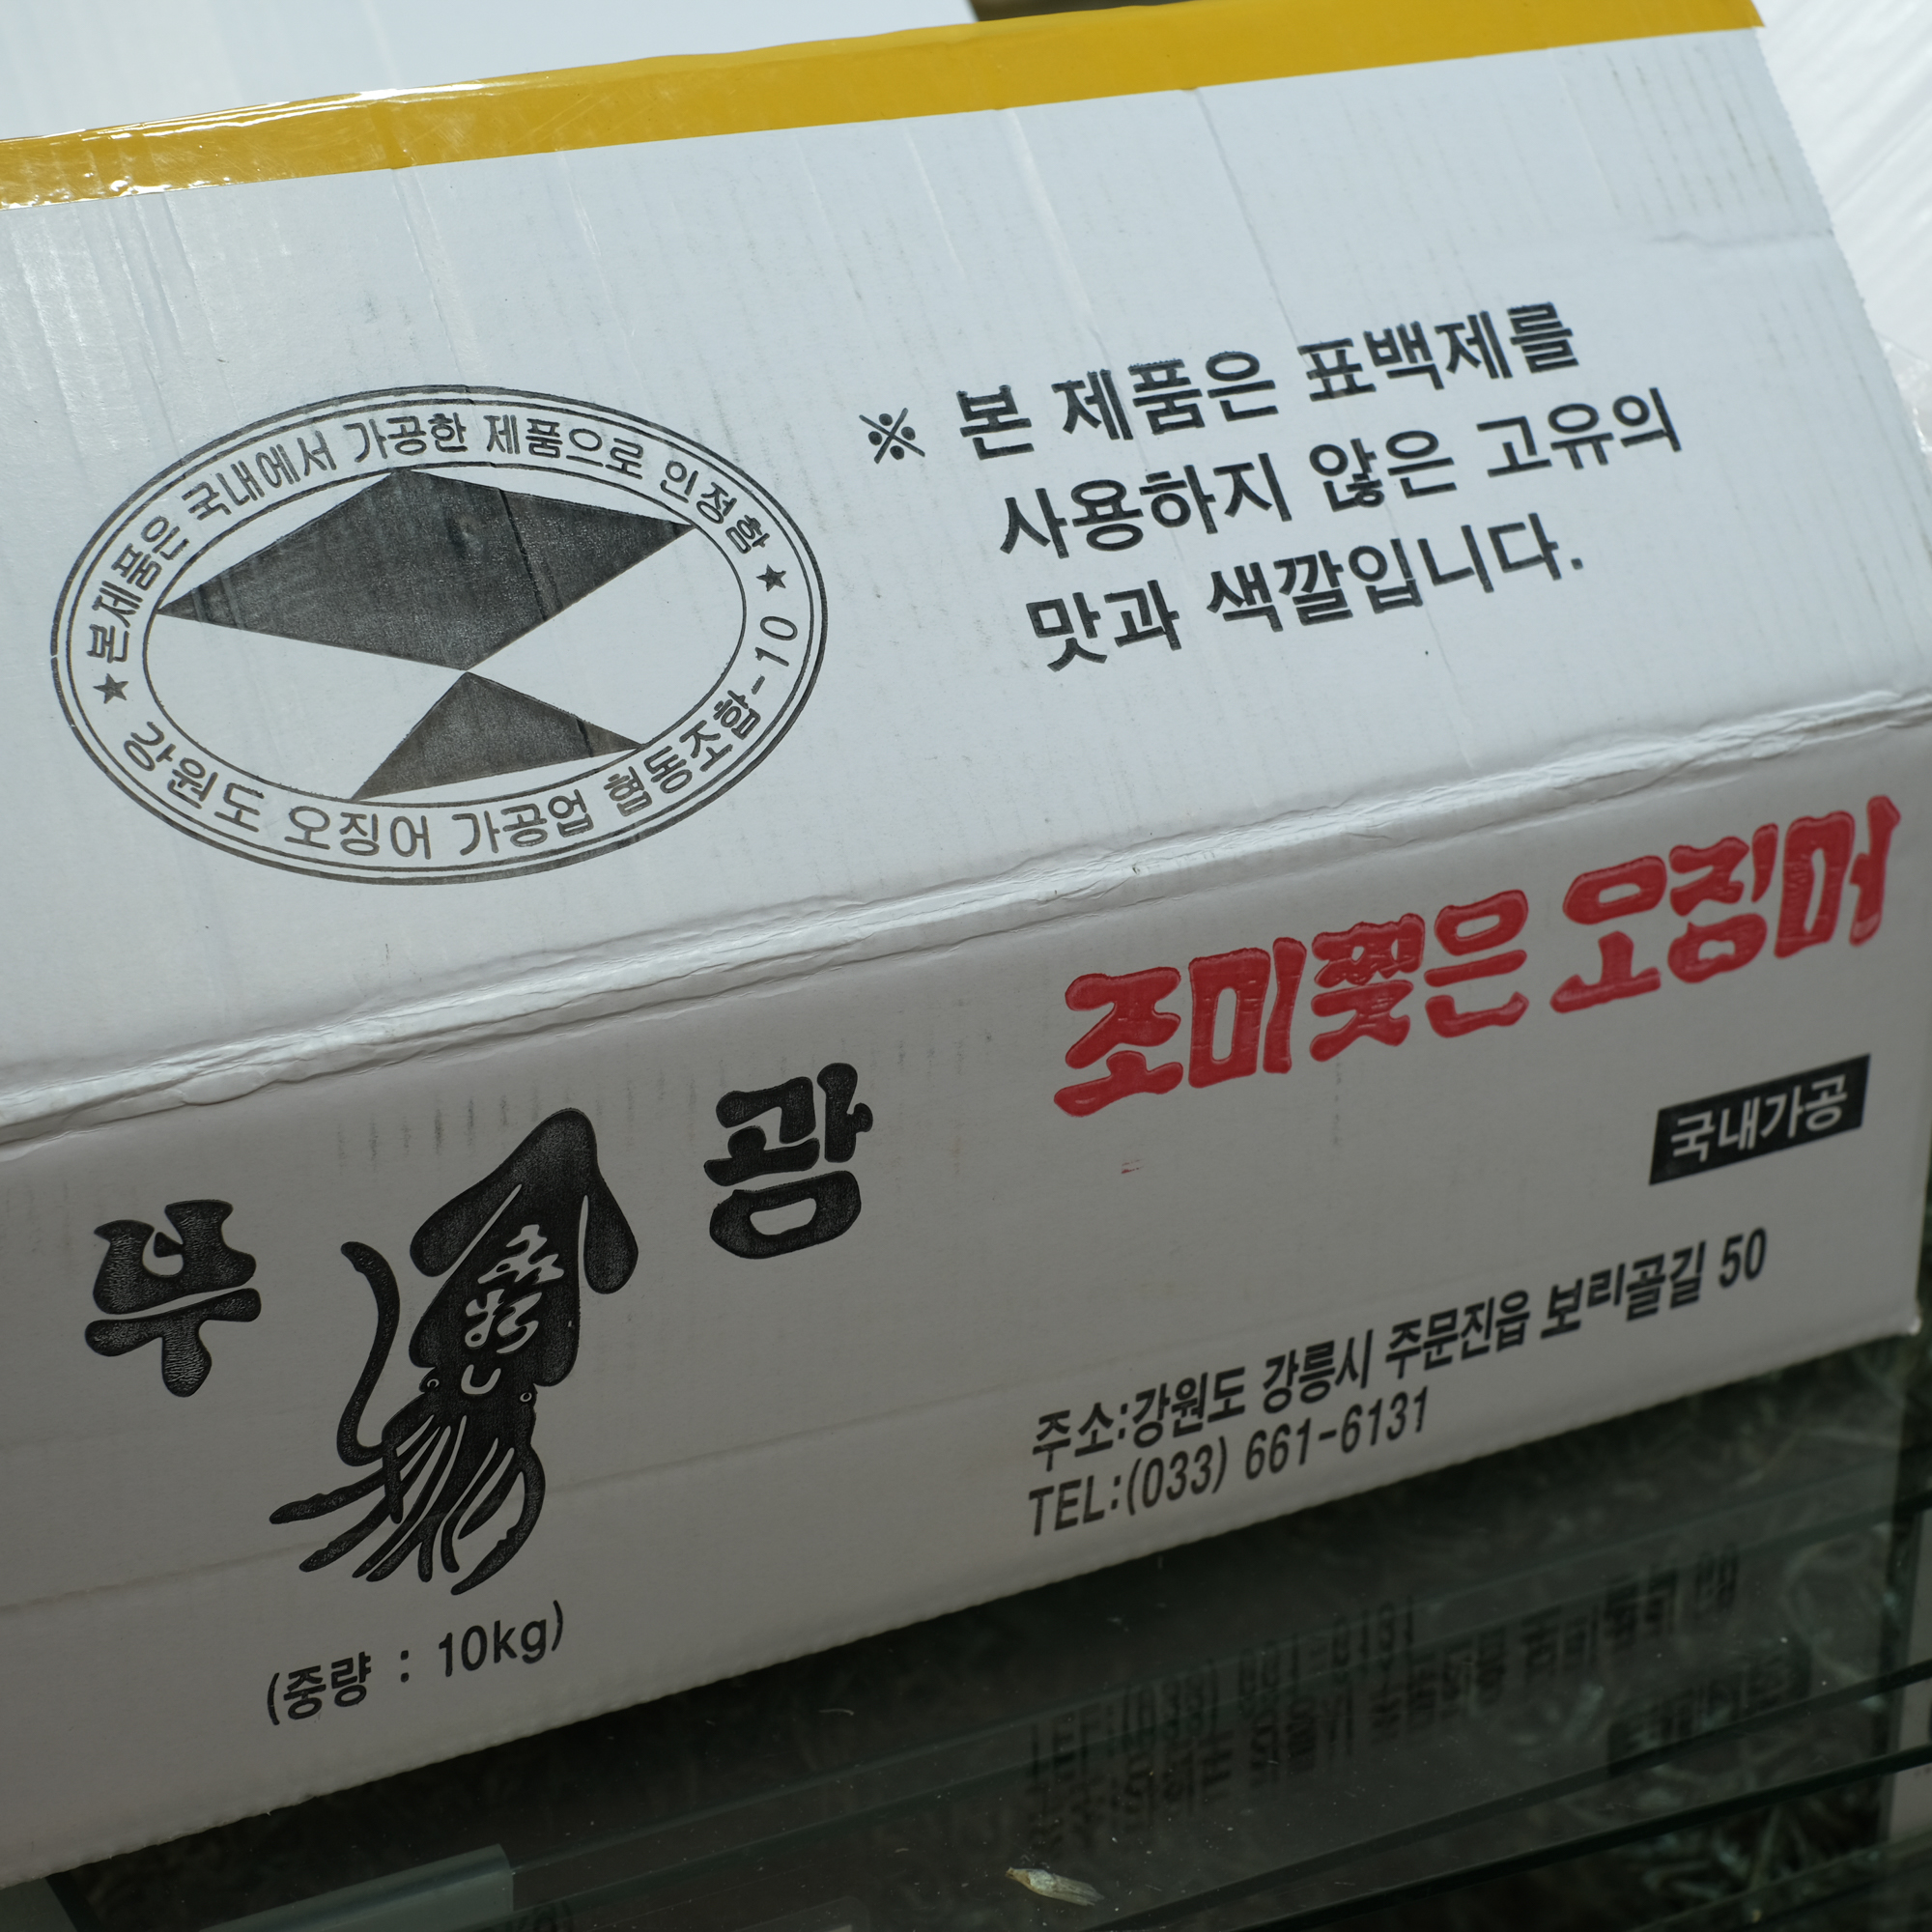 ★ 본제품은 국내에서 가공한 제품으로 인정함 ★
강원도 오징어 가공업 협동조합-10
※ 본 제품은 표백제를
사용하지 않은 고유의
맛과 색깔입니다.
조미꽃은 오징어
국내가공
부 광
(중량 : 10kg)
주소:강원도 강릉시 주문진읍 보리골길 50
TEL:(033) 661-6131